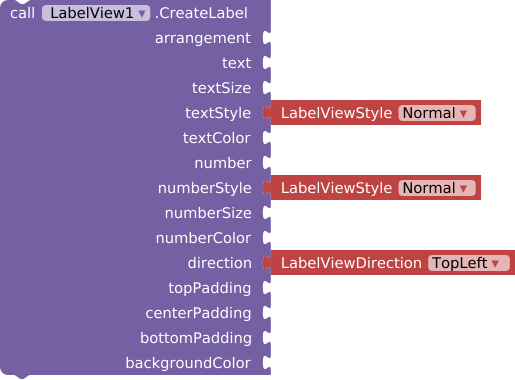 call LabelView1 .CreateLabel
arrangement
text
textSize
textStyle LabelViewStyle Normal
textColor
number
numberStyle LabelViewStyle Normal
numberSize
numberColor
direction LabelViewDirection TopLeft
topPadding
centerPadding
bottomPadding
backgroundColor